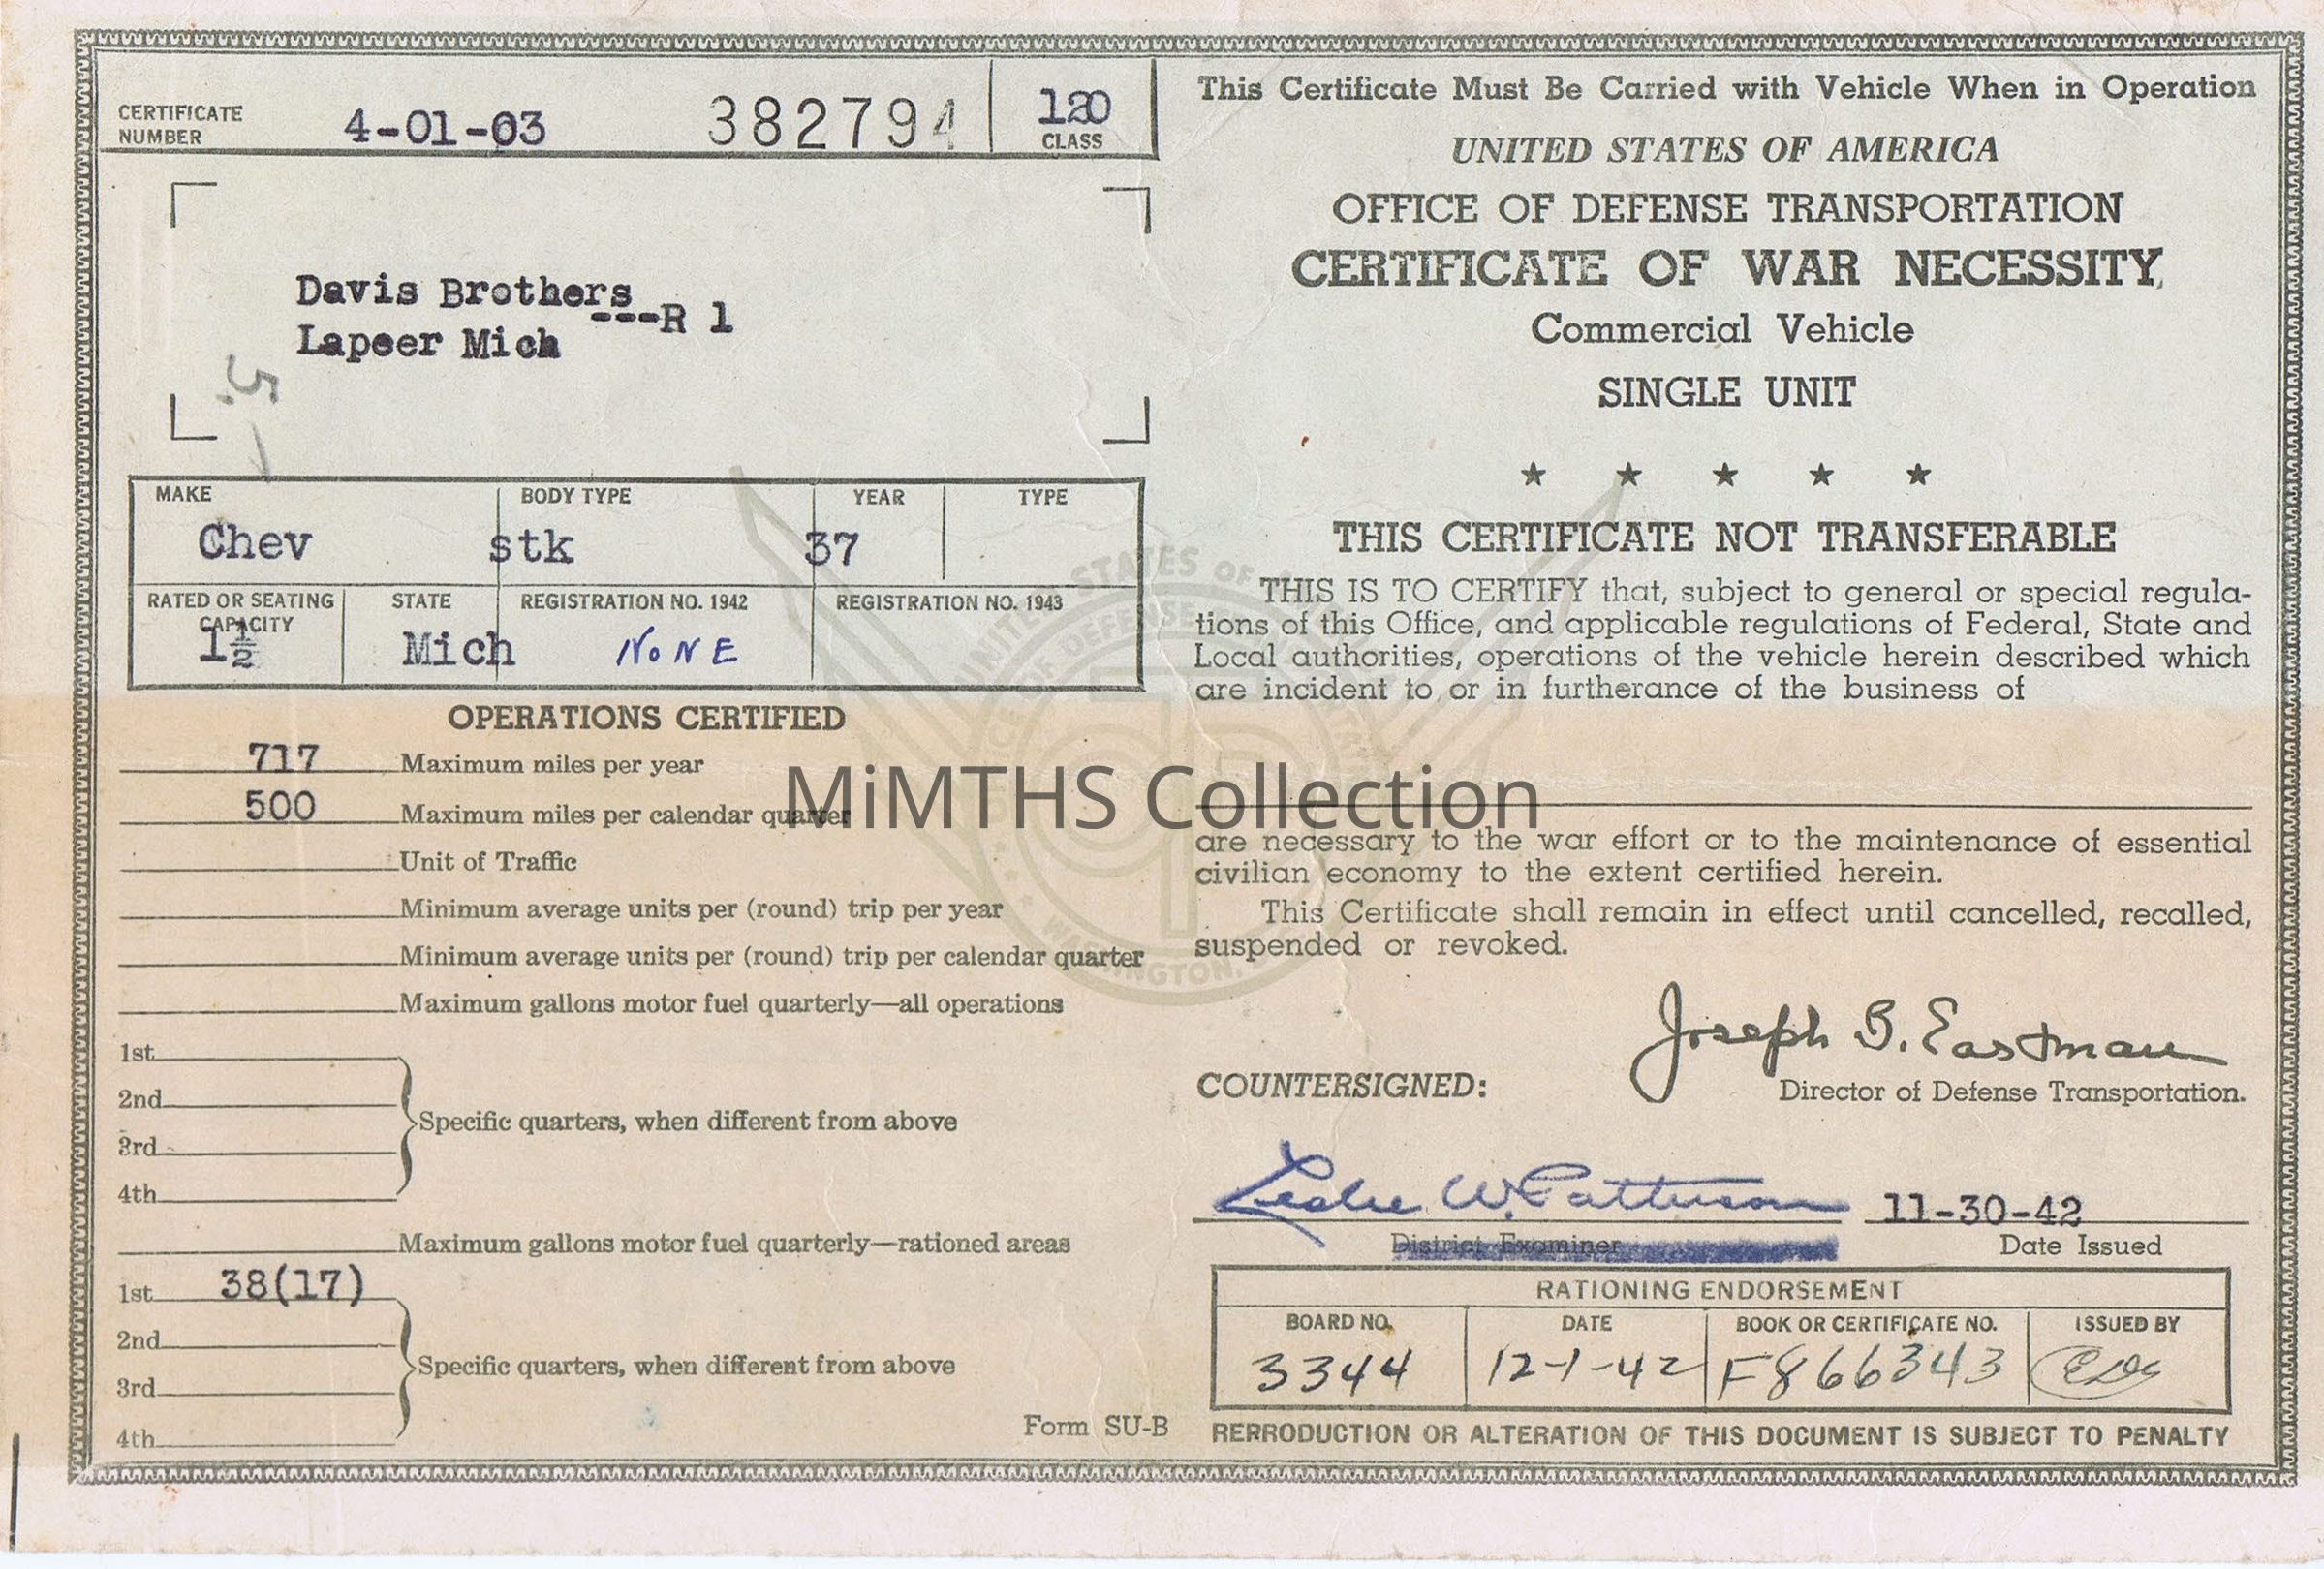 CERTIFICATE NUMBER 4-01-03 382794 120 CLASS
Davis Brothers
---R 1
Lapeer Mich
5.
MAKE BODY TYPE YEAR TYPE
Chev stk 37
RATED OR SEATING CAPACITY STATE REGISTRATION NO. 1942 REGISTRATION NO. 1943
1½ Mich NONE
OPERATIONS CERTIFIED
717 Maximum miles per year
500 Maximum miles per calendar quarter
Unit of Traffic
Minimum average units per (round) trip per year
Minimum average units per (round) trip per calendar quarter
Maximum gallons motor fuel quarterly—all operations
1st
2nd
Specific quarters, when different from above
3rd
4th
Maximum gallons motor fuel quarterly—rationed areas
1st 38(17)
2nd
Specific quarters, when different from above
3rd
4th
Form SU-B
This Certificate Must Be Carried with Vehicle When in Operation
UNITED STATES OF AMERICA
OFFICE OF DEFENSE TRANSPORTATION
CERTIFICATE OF WAR NECESSITY
Commercial Vehicle
SINGLE UNIT
THIS CERTIFICATE NOT TRANSFERABLE
THIS IS TO CERTIFY that, subject to general or special regula-
tions of this Office, and applicable regulations of Federal, State and
Local authorities, operations of the vehicle herein described which
are incident to or in furtherance of the business of
MiMTHS Collection
are necessary to the war effort or to the maintenance of essential
civilian economy to the extent certified herein.
This Certificate shall remain in effect until cancelled, recalled,
suspended or revoked.
Joseph B. Eastman
Director of Defense Transportation.
COUNTERSIGNED:
Leslie W. Patterson 11-30-42
District Examiner Date Issued
RATIONING ENDORSEMENT
BOARD NO. DATE BOOK OR CERTIFICATE NO. ISSUED BY
3344 12-1-42 F866343
REPRODUCTION OR ALTERATION OF THIS DOCUMENT IS SUBJECT TO PENALTY